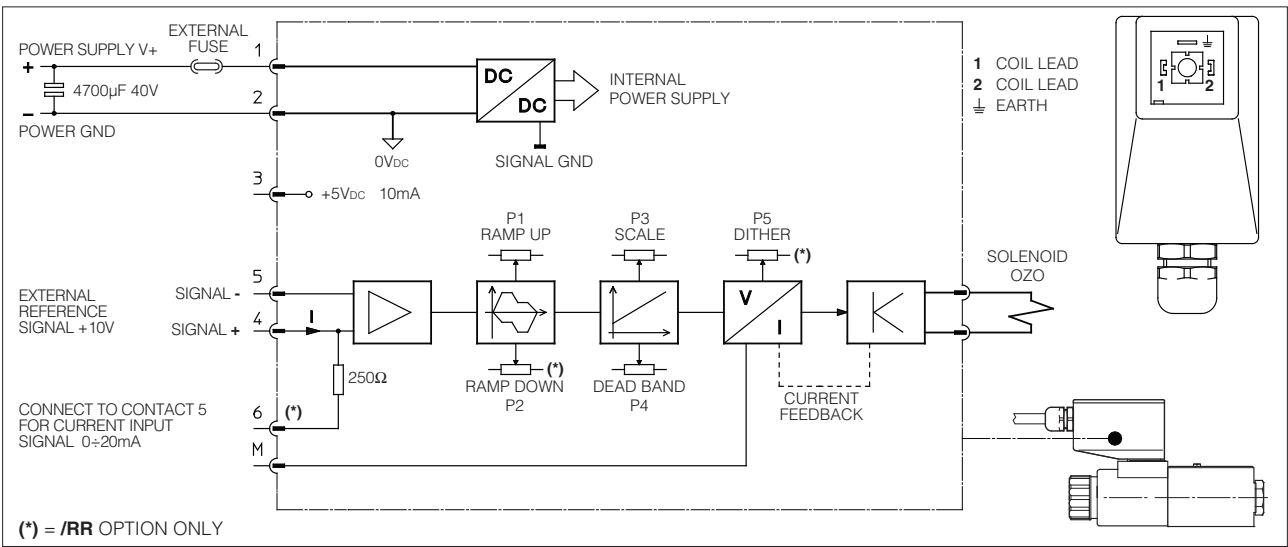 POWER SUPPLY V+
EXTERNAL
FUSE
1
+
4700µF 40V
2
−
POWER GND
DC
DC
INTERNAL
POWER SUPPLY
0VDC
SIGNAL GND
3
+5VDC 10mA
1 COIL LEAD
2 COIL LEAD
EARTH
1
2
P1
RAMP UP
P3
SCALE
P5
DITHER
(*)
SOLENOID
OZO
EXTERNAL
REFERENCE
SIGNAL +10V
5
SIGNAL -
4
SIGNAL +
I
V
I
250Ω
(*)
RAMP DOWN
P2
DEAD BAND
P4
CURRENT
FEEDBACK
CONNECT TO CONTACT 5
FOR CURRENT INPUT
SIGNAL 0÷20mA
6
(*)
M
(*) = /RR OPTION ONLY